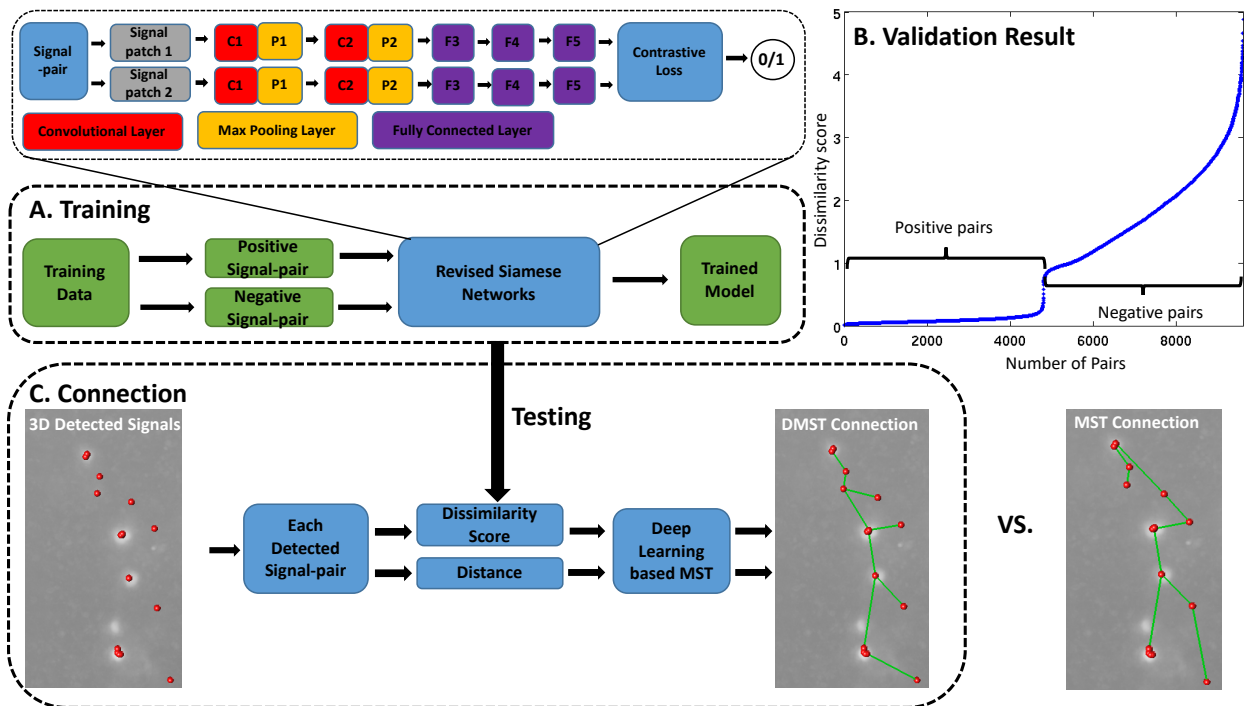 Signal
-pair
Signal
patch 1
C1
P1
C2
P2
F3
F4
F5
Signal
patch 2
C1
P1
C2
P2
F3
F4
F5
Contrastive
Loss
0/1
Convolutional Layer
Max Pooling Layer
Fully Connected Layer
A. Training
Training
Data
Positive
Signal-pair
Negative
Signal-pair
Revised Siamese
Networks
Trained
Model
B. Validation Result
Dissimilarity score
5
4
3
2
1
0
Positive pairs
Negative pairs
0
2000
4000
6000
8000
Number of Pairs
C. Connection
Testing
3D Detected Signals
Each
Detected
Signal-pair
Dissimilarity
Score
Distance
Deep
Learning
based MST
DMST Connection
VS.
MST Connection